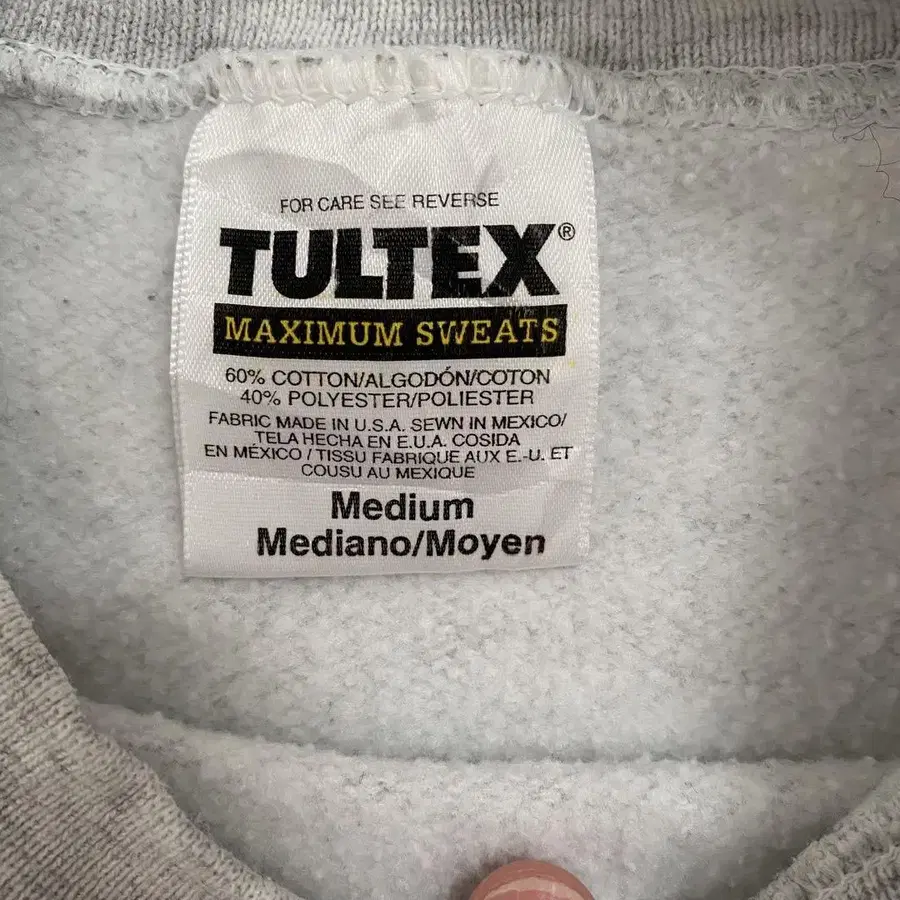 FOR CARE SEE REVERSE
TULTEX®
MAXIMUM SWEATS
60% COTTON/ALGODÓN/COTON
40% POLYESTER/POLIESTER
FABRIC MADE IN U.S.A. SEWN IN MEXICO/
TELA HECHA EN E.U.A. COSIDA
EN MÉXICO / TISSU FABRIQUE AUX E.-U. ET
COUSU AU MEXIQUE
Medium
Mediano/Moyen